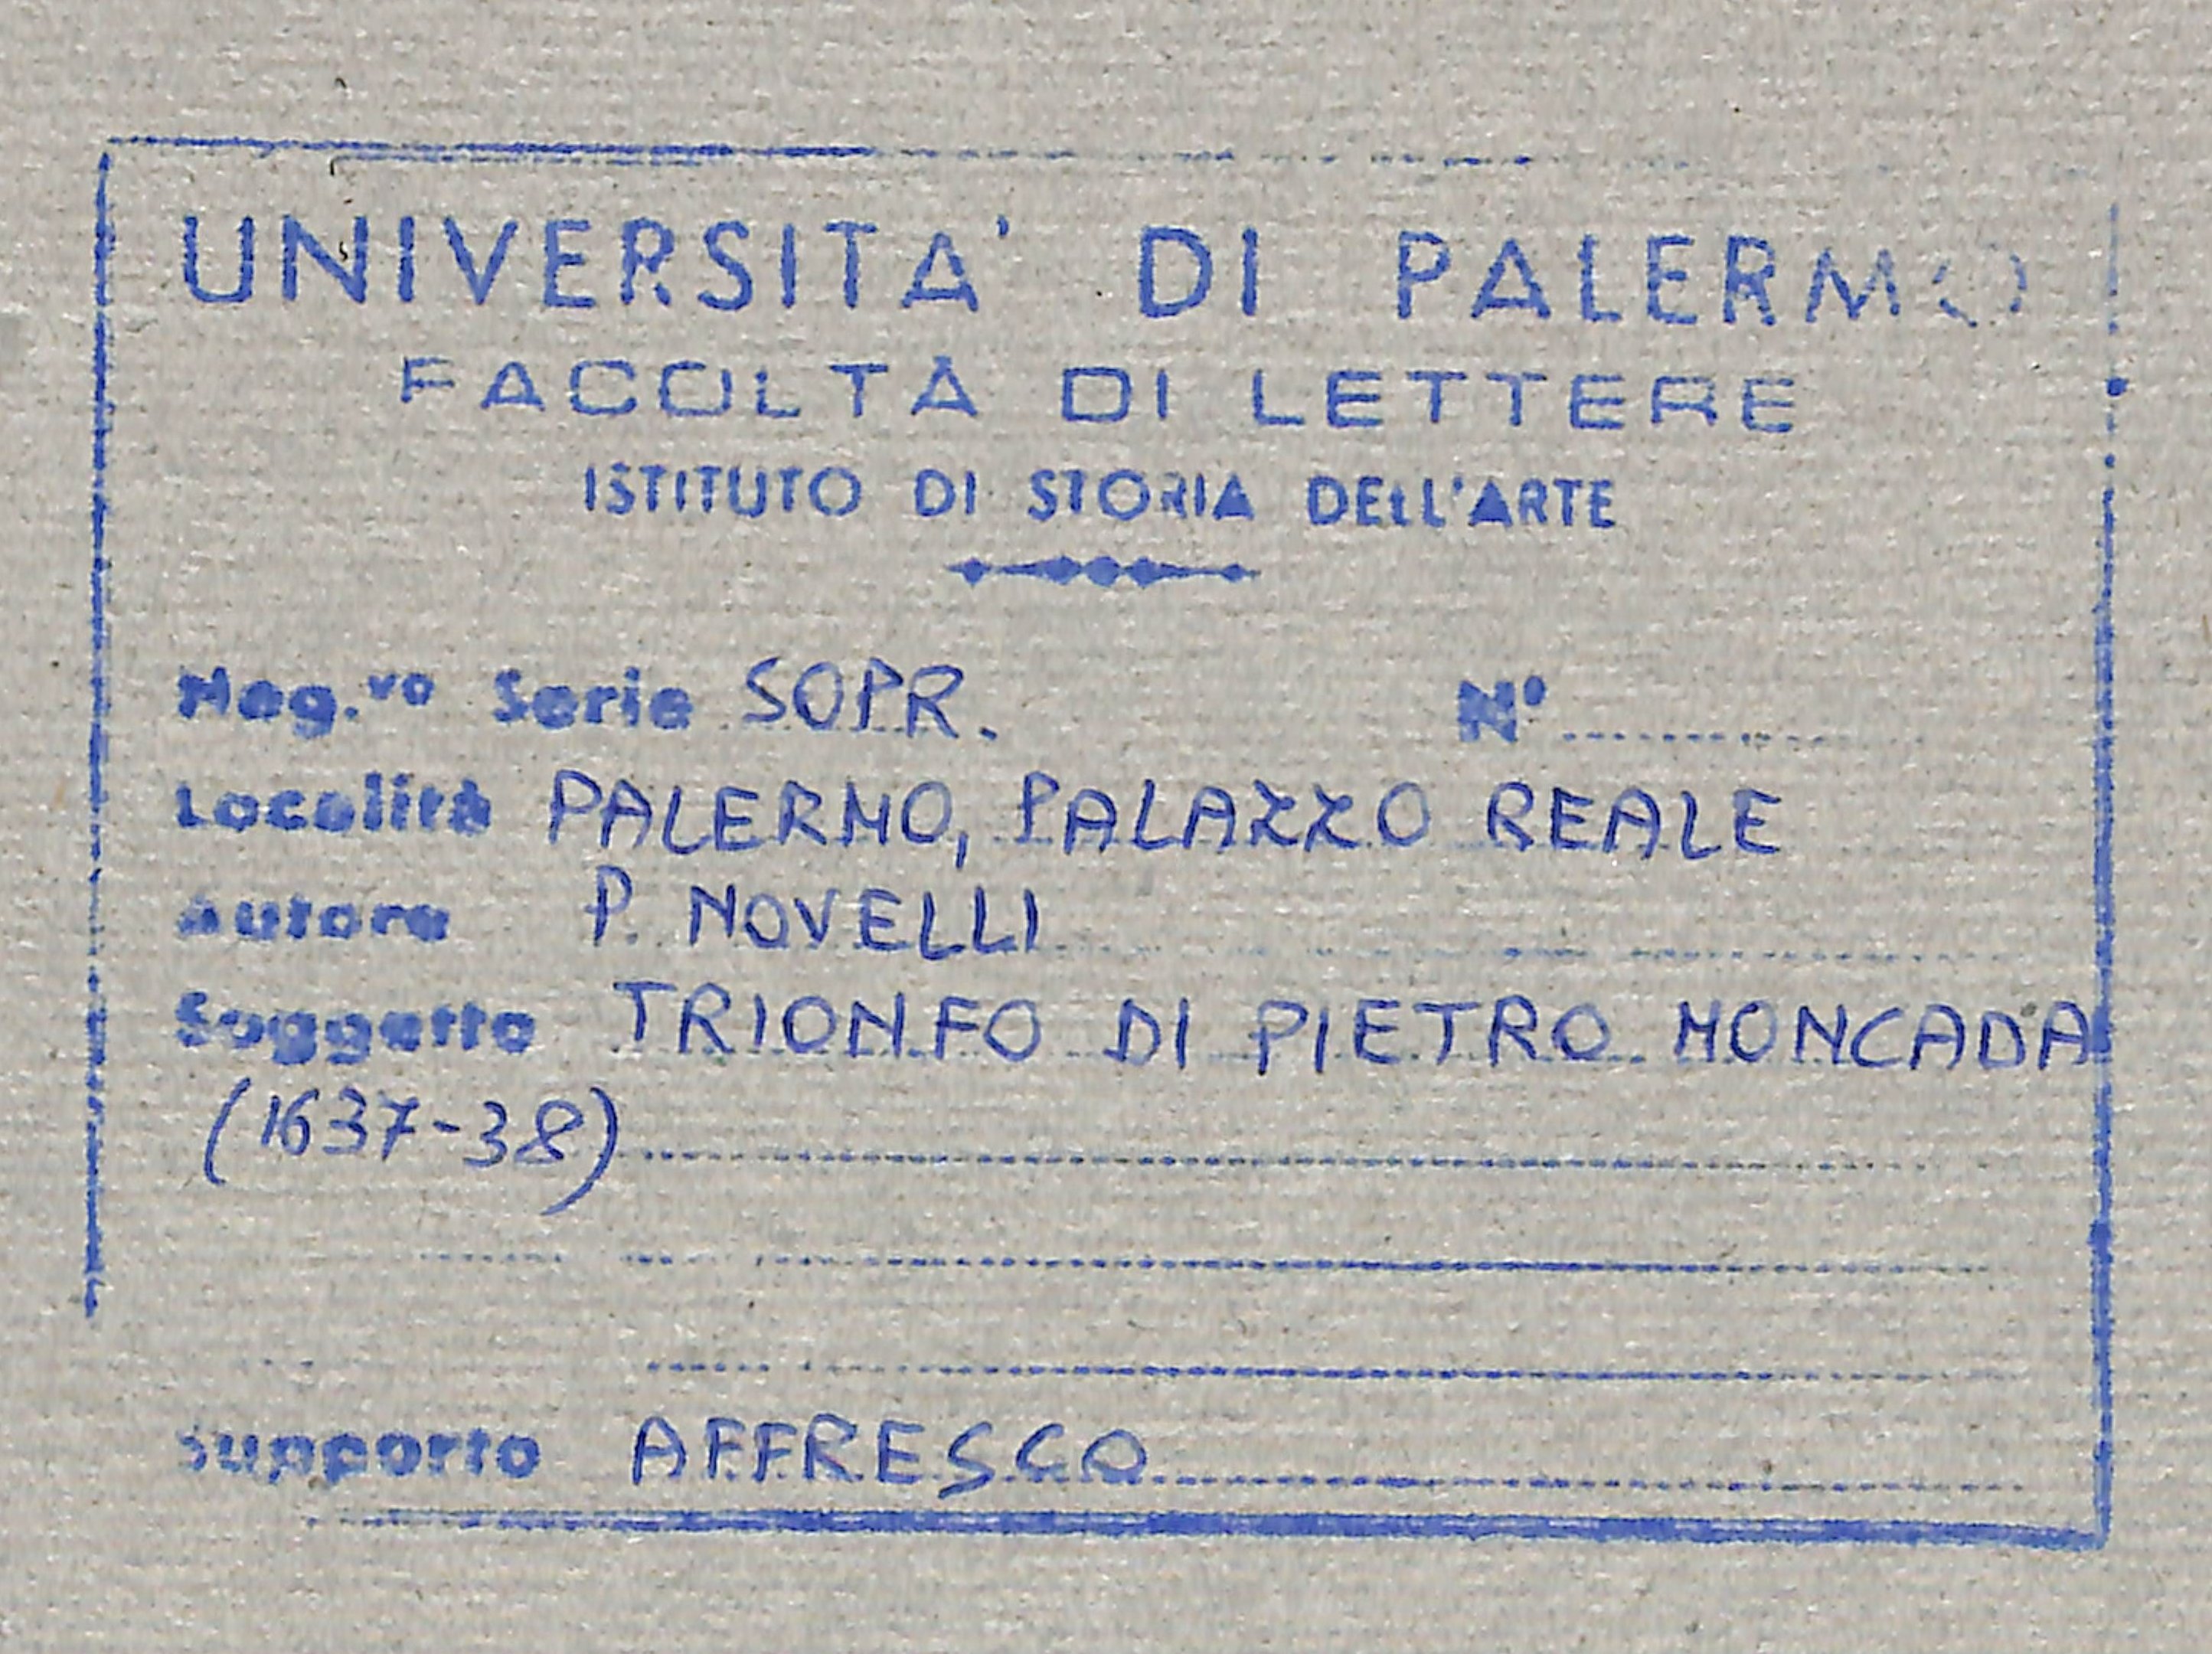 UNIVERSITA' DI PALERMO
FACOLTÀ DI LETTERE
ISTITUTO DI STORIA DELL'ARTE
Neg.vo Serie SOPR. N°
Località PALERMO, PALAZZO REALE
Autore P. NOVELLI
Soggetto TRIONFO DI PIETRO MONCADA
(1637-38)
Supporto AFFRESCO